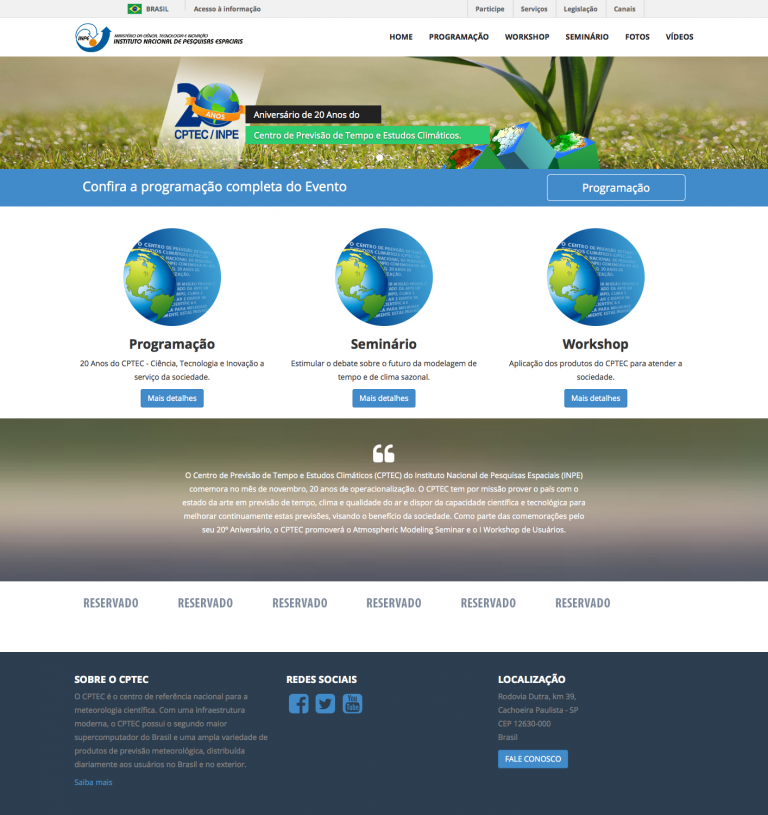 BRASIL
Acesso à informação
Participe
Serviços
Legislação
Canais
INPE
MINISTÉRIO DA CIÊNCIA, TECNOLOGIA E INOVAÇÃO
INSTITUTO NACIONAL DE PESQUISAS ESPACIAIS
HOME
PROGRAMAÇÃO
WORKSHOP
SEMINÁRIO
FOTOS
VÍDEOS
20
ANOS
CPTEC/INPE
Aniversário de 20 Anos do
Centro de Previsão de Tempo e Estudos Climáticos.
Confira a programação completa do Evento
Programação
Programação
20 Anos do CPTEC - Ciência, Tecnologia e Inovação a
serviço da sociedade.
Mais detalhes
Seminário
Estimular o debate sobre o futuro da modelagem de
tempo e de clima sazonal.
Mais detalhes
Workshop
Aplicação dos produtos do CPTEC para atender a
sociedade.
Mais detalhes
O Centro de Previsão de Tempo e Estudos Climáticos (CPTEC) do Instituto Nacional de Pesquisas Espaciais (INPE)
comemora no mês de novembro, 20 anos de operacionalização. O CPTEC tem por missão prover o país com o
estado da arte em previsão de tempo, clima e qualidade do ar e dispor da capacidade científica e tecnológica para
melhorar continuamente estas previsões, visando o benefício da sociedade. Como parte das comemorações pelo
seu 20º Aniversário, o CPTEC promoverá o Atmospheric Modeling Seminar e o I Workshop de Usuários.
RESERVADO
RESERVADO
RESERVADO
RESERVADO
RESERVADO
RESERVADO
SOBRE O CPTEC
O CPTEC é o centro de referência nacional para a
meteorologia científica. Com uma infraestrutura
moderna, o CPTEC possui o segundo maior
supercomputador do Brasil e uma ampla variedade de
produtos de previsão meteorológica, distribuída
diariamente aos usuários no Brasil e no exterior.
Saiba mais
REDES SOCIAIS
You
Tube
LOCALIZAÇÃO
Rodovia Dutra, km 39,
Cachoeira Paulista - SP
CEP 12630-000
Brasil
FALE CONOSCO